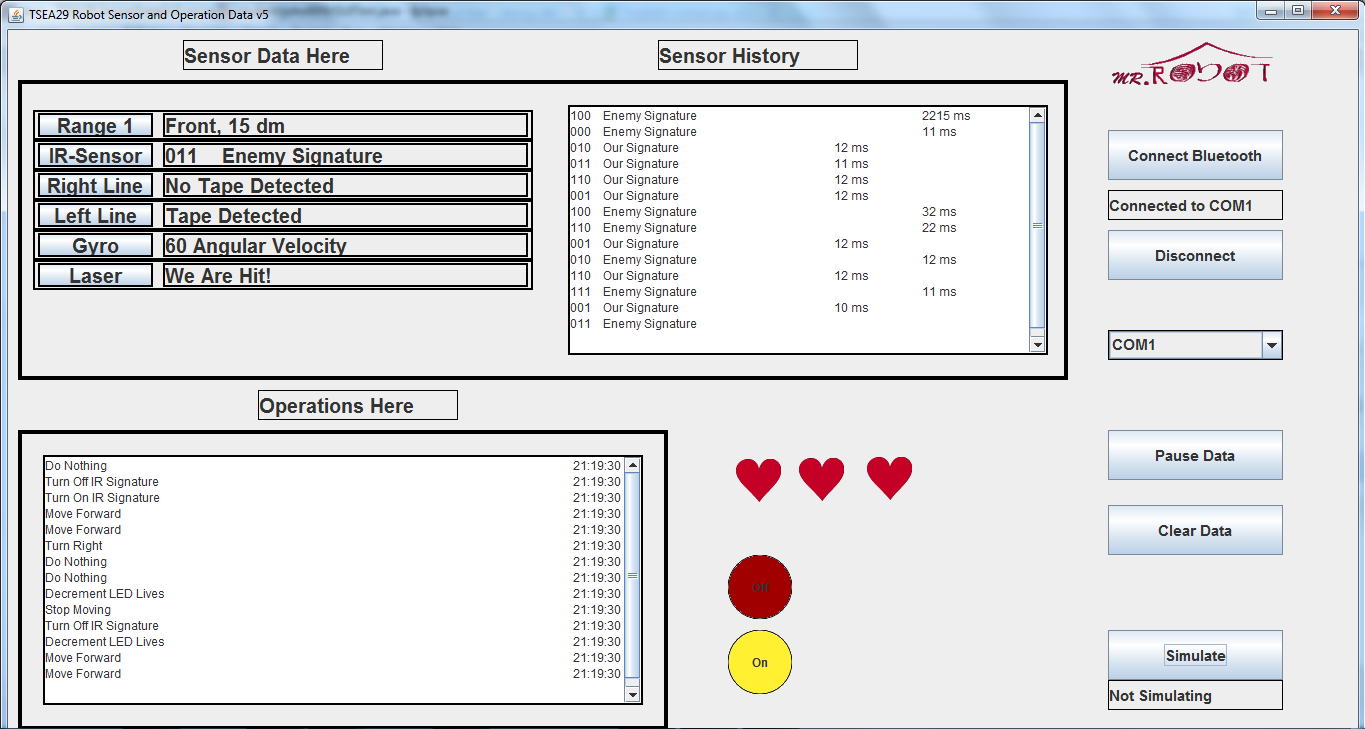 TSEA29 Robot Sensor and Operation Data v5
Sensor Data Here
Sensor History
MR.ROBOT
Range 1 Front, 15 dm
IR-Sensor 011 Enemy Signature
Right Line No Tape Detected
Left Line Tape Detected
Gyro 60 Angular Velocity
Laser We Are Hit!
100 Enemy Signature 2215 ms
000 Enemy Signature 11 ms
010 Our Signature 12 ms
011 Our Signature 11 ms
110 Our Signature 12 ms
001 Our Signature 12 ms
100 Enemy Signature 32 ms
110 Enemy Signature 22 ms
001 Our Signature 12 ms
010 Enemy Signature 12 ms
110 Our Signature 12 ms
111 Enemy Signature 11 ms
001 Our Signature 10 ms
011 Enemy Signature
Connect Bluetooth
Connected to COM1
Disconnect
COM1
Operations Here
Do Nothing 21:19:30
Turn Off IR Signature 21:19:30
Turn On IR Signature 21:19:30
Move Forward 21:19:30
Move Forward 21:19:30
Turn Right 21:19:30
Do Nothing 21:19:30
Do Nothing 21:19:30
Decrement LED Lives 21:19:30
Stop Moving 21:19:30
Turn Off IR Signature 21:19:30
Decrement LED Lives 21:19:30
Move Forward 21:19:30
Move Forward 21:19:30
Off
On
Pause Data
Clear Data
Simulate
Not Simulating